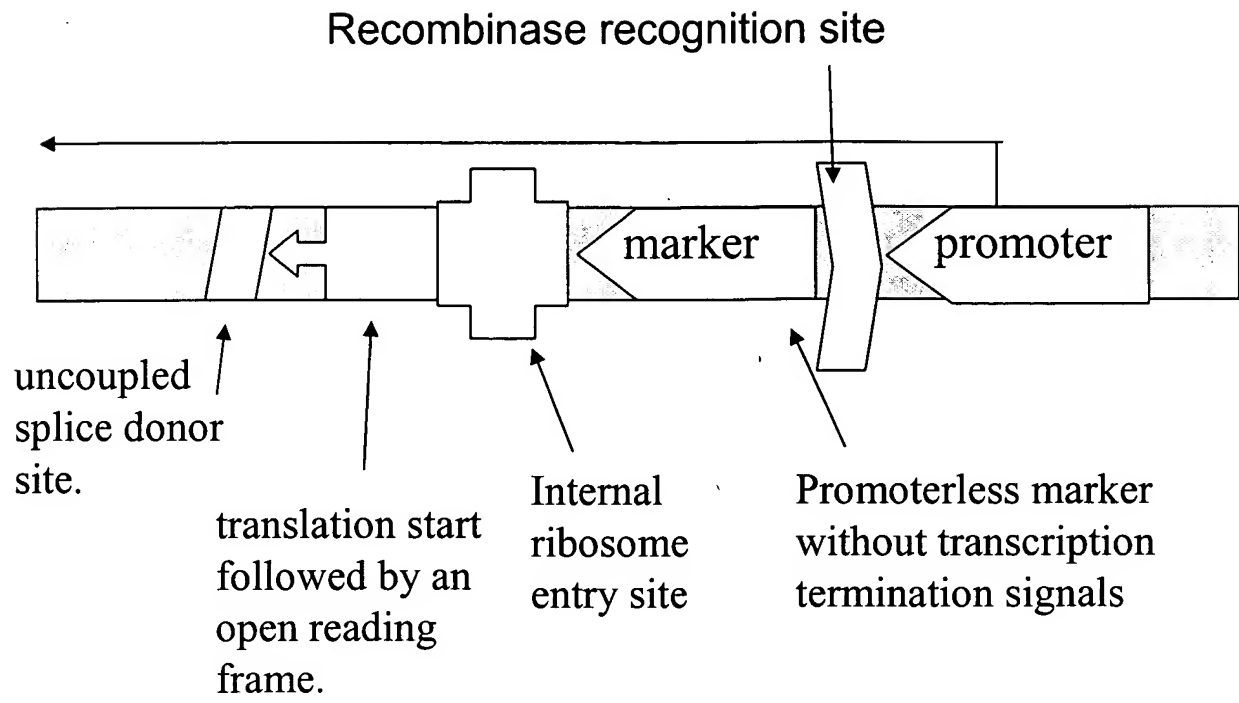 Recombinase recognition site
marker
promoter
uncoupled
splice donor
site.
translation start
followed by an
open reading
frame.
Internal
ribosome
entry site
Promoterless marker
without transcription
termination signals